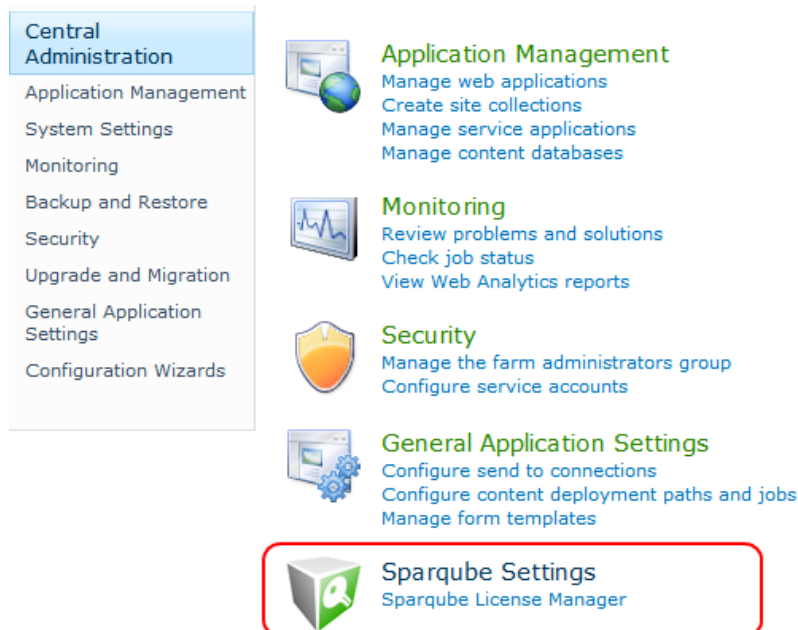 Central
Administration
Application Management
System Settings
Monitoring
Backup and Restore
Security
Upgrade and Migration
General Application
Settings
Configuration Wizards
Application Management
Manage web applications
Create site collections
Manage service applications
Manage content databases
Monitoring
Review problems and solutions
Check job status
View Web Analytics reports
Security
Manage the farm administrators group
Configure service accounts
General Application Settings
Configure send to connections
Configure content deployment paths and jobs
Manage form templates
Sparqube Settings
Sparqube License Manager